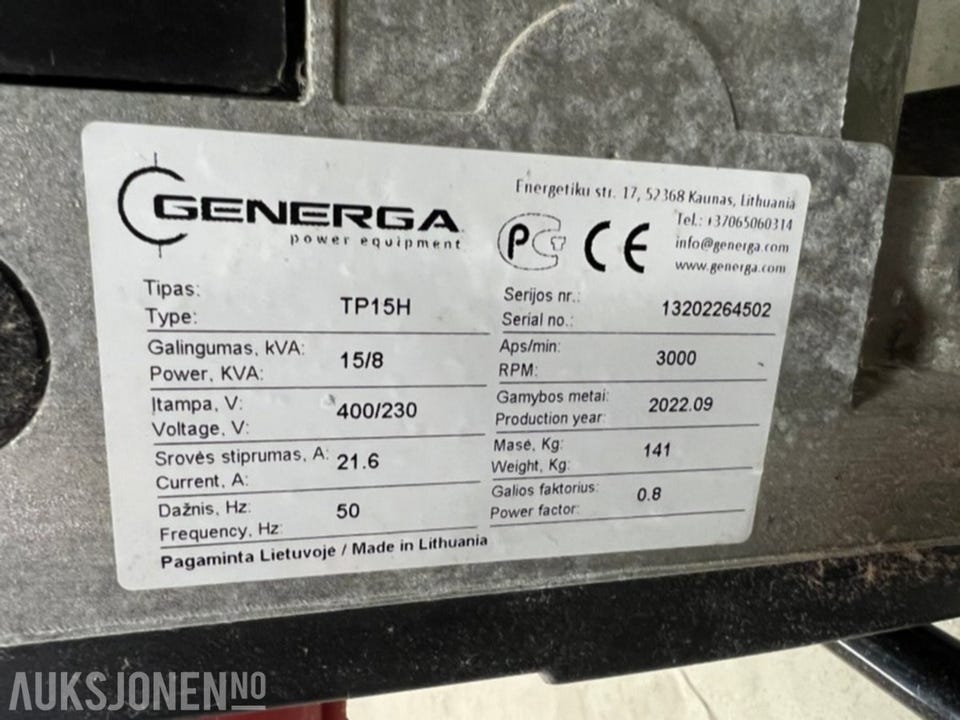 GENERGA
power equipment
Energetiku str. 17, 52368 Kaunas, Lithuania
Tel.: +37065060314
info@generga.com
www.generga.com
PCT CE
Tipas:
Type: TP15H
Galingumas, kVA:
Power, KVA: 15/8
Įtampa, V:
Voltage, V: 400/230
Srovės stiprumas, A:
Current, A: 21.6
Dažnis, Hz:
Frequency, Hz: 50
Serijos nr.:
Serial no.: 13202264502
Aps/min:
RPM: 3000
Gamybos metai:
Production year: 2022.09
Masė, Kg:
Weight, Kg: 141
Galios faktorius:
Power factor: 0.8
Pagaminta Lietuvoje / Made in Lithuania
AUKSJONEN.NO